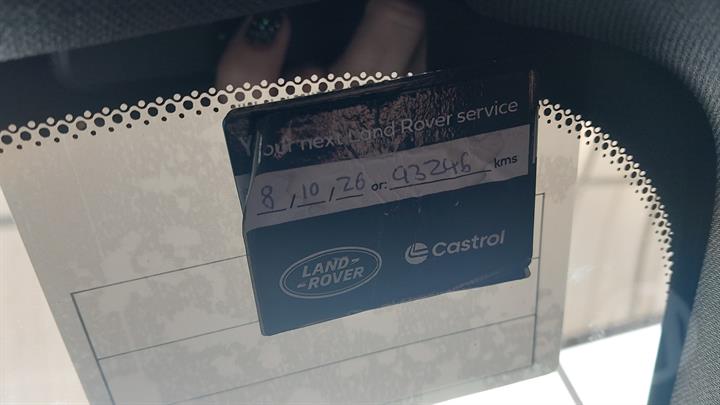 Your next Land Rover service
8, 10, 26 or: 93246 kms
LAND-
-ROVER
Castrol